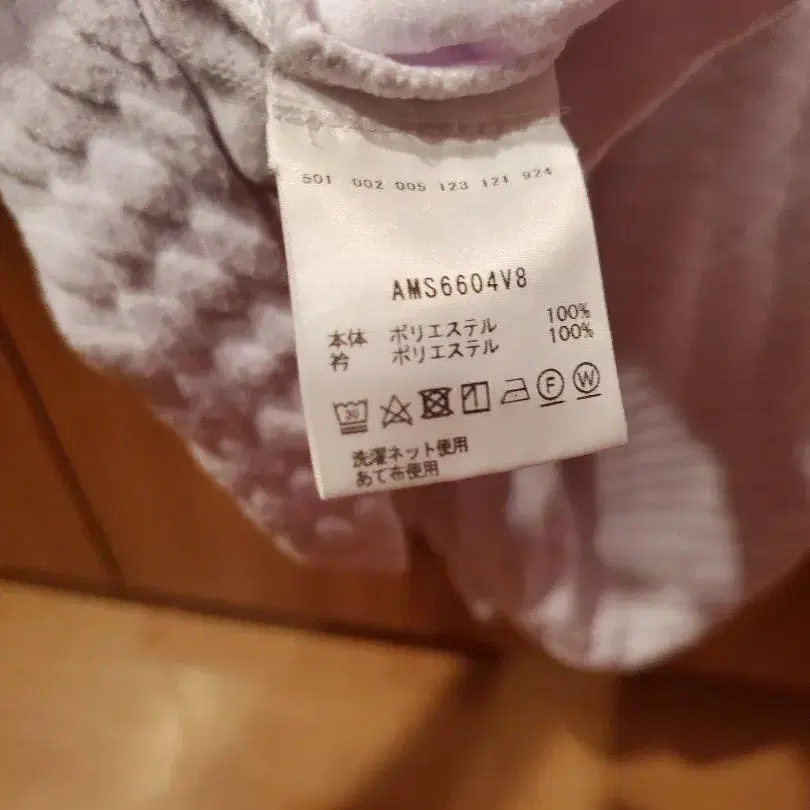 501 002 005 123 121 924
AMS6604V8
本体 ポリエステル 100%
衿 ポリエステル 100%
30 F W
洗濯ネット使用
あて布使用